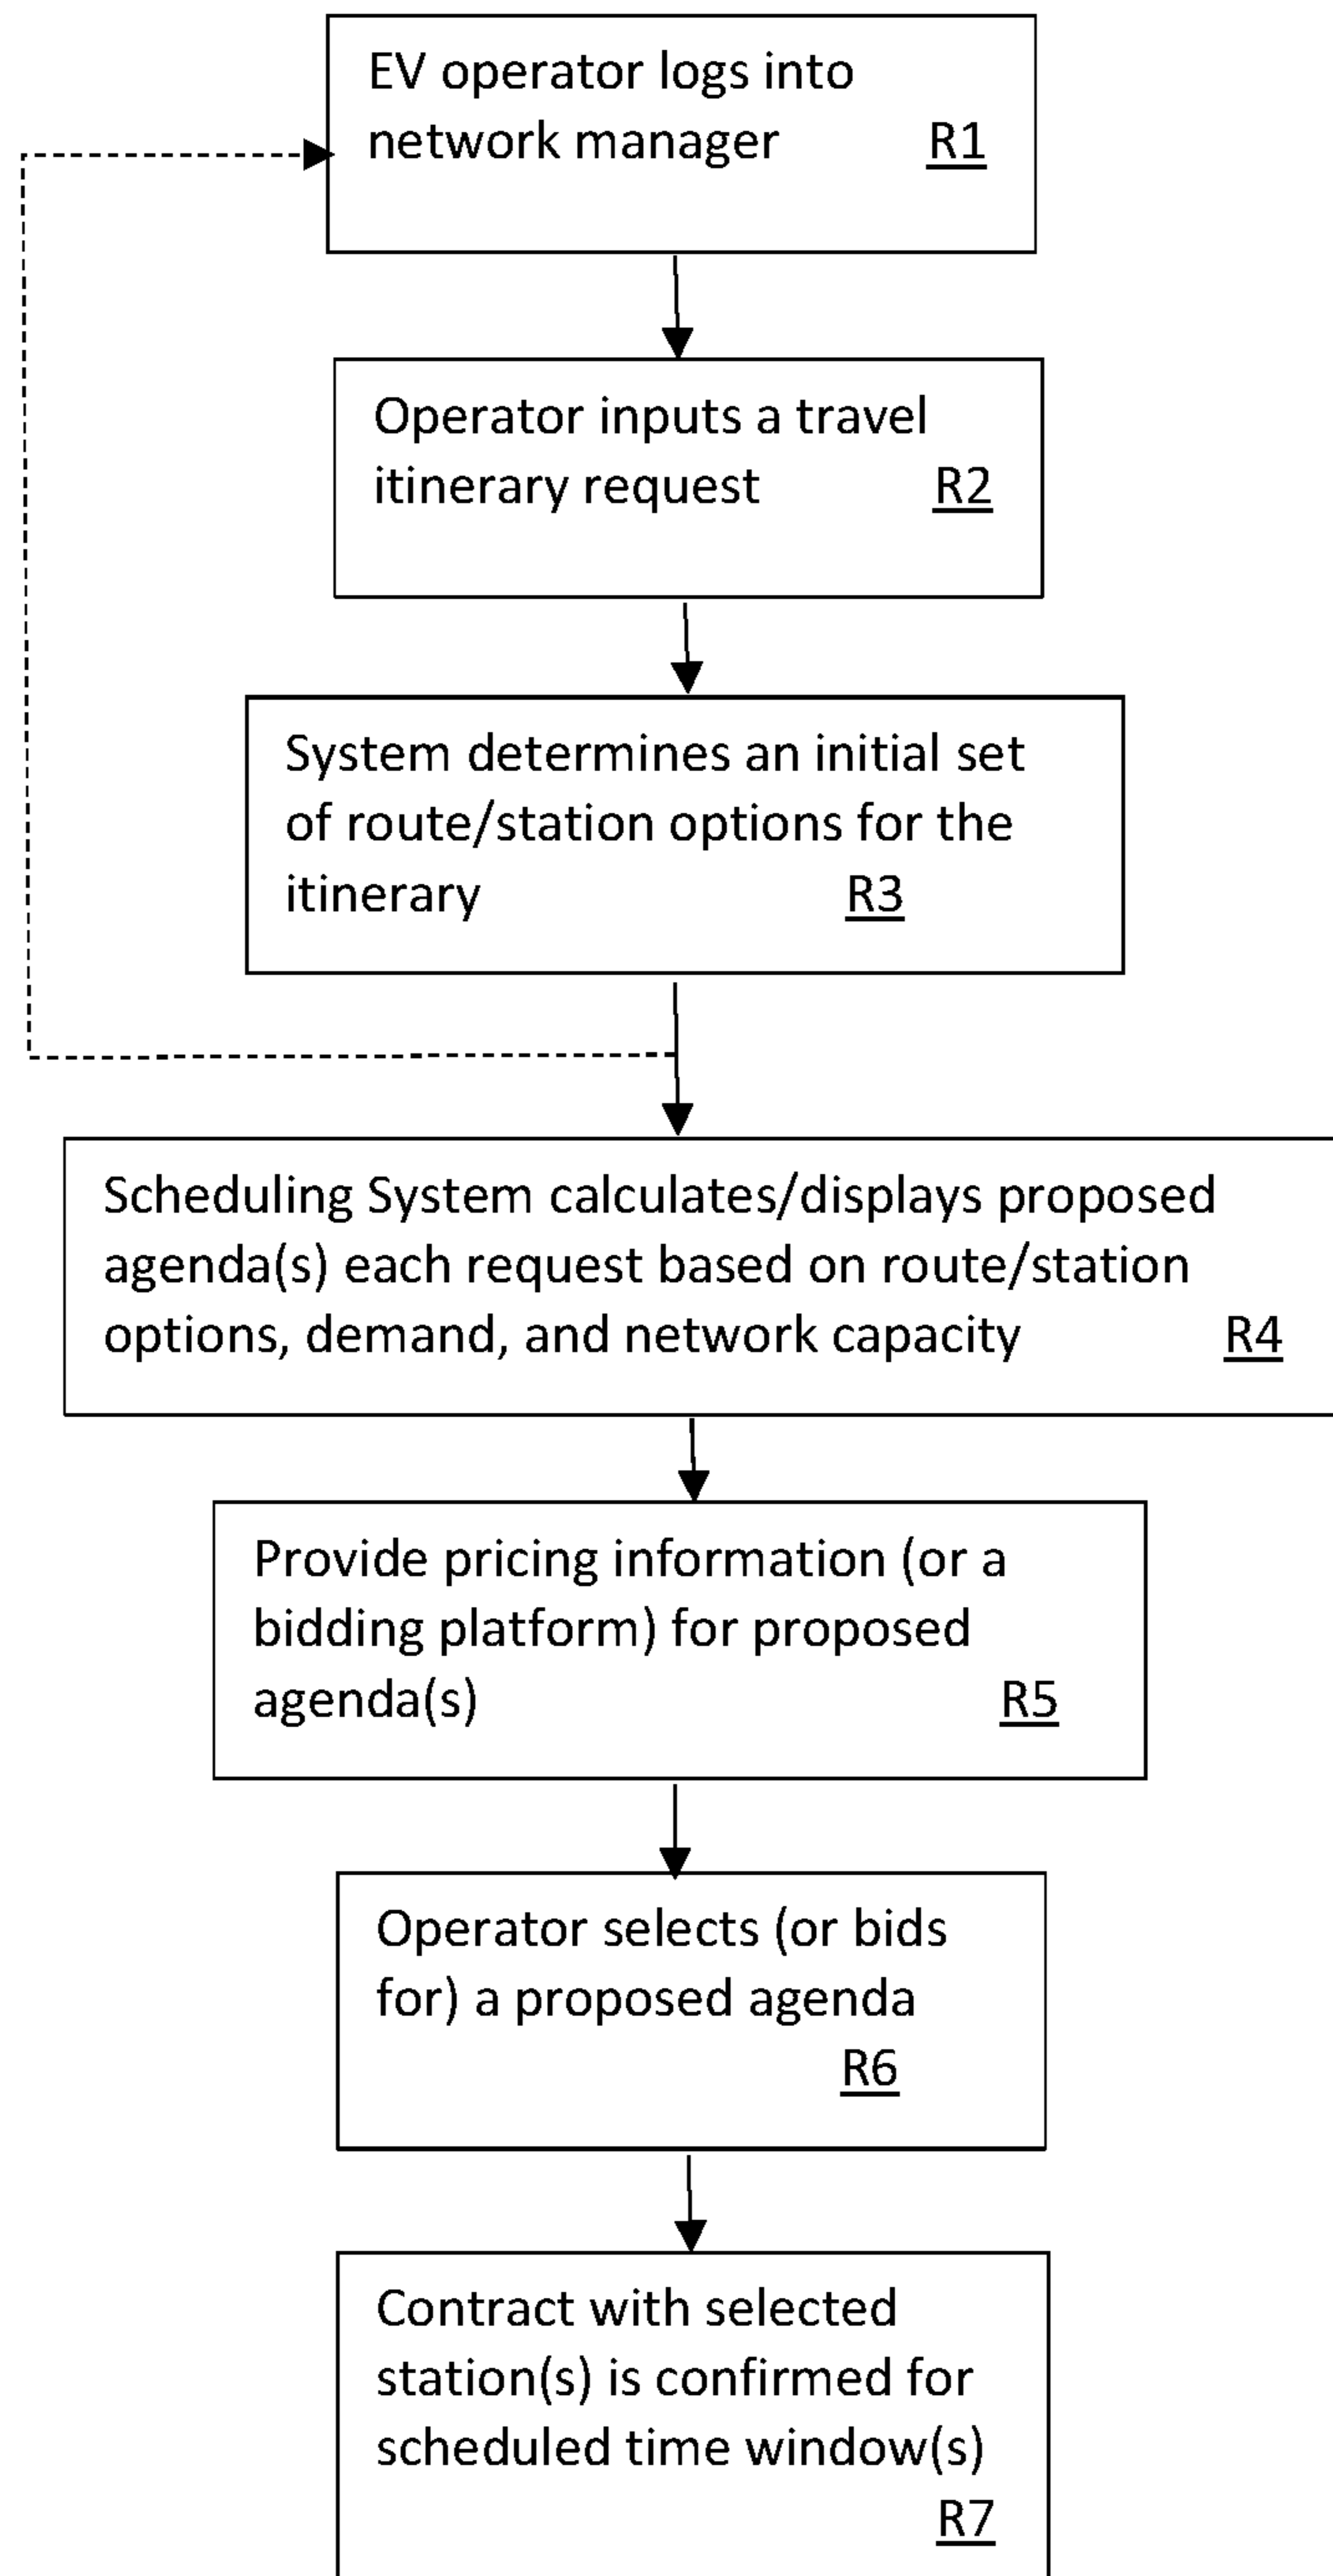 EV operator logs into
network manager R1
Operator inputs a travel
itinerary request R2
System determines an initial set
of route/station options for the
itinerary R3
Scheduling System calculates/displays proposed
agenda(s) each request based on route/station
options, demand, and network capacity R4
Provide pricing information (or a
bidding platform) for proposed
agenda(s) R5
Operator selects (or bids
for) a proposed agenda
R6
Contract with selected
station(s) is confirmed for
scheduled time window(s)
R7